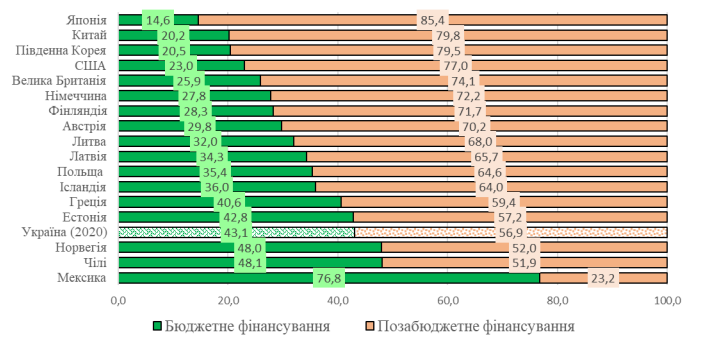 Японія 14,6 85,4
Китай 20,2 79,8
Південна Корея 20,5 79,5
США 23,0 77,0
Велика Британія 25,9 74,1
Німеччина 27,8 72,2
Фінляндія 28,3 71,7
Австрія 29,8 70,2
Литва 32,0 68,0
Латвія 34,3 65,7
Польща 35,4 64,6
Ісландія 36,0 64,0
Греція 40,6 59,4
Естонія 42,8 57,2
Україна (2020) 43,1 56,9
Норвегія 48,0 52,0
Чілі 48,1 51,9
Мексика 76,8 23,2
0,0 20,0 40,0 60,0 80,0 100,0
Бюджетне фінансування Позабюджетне фінансування